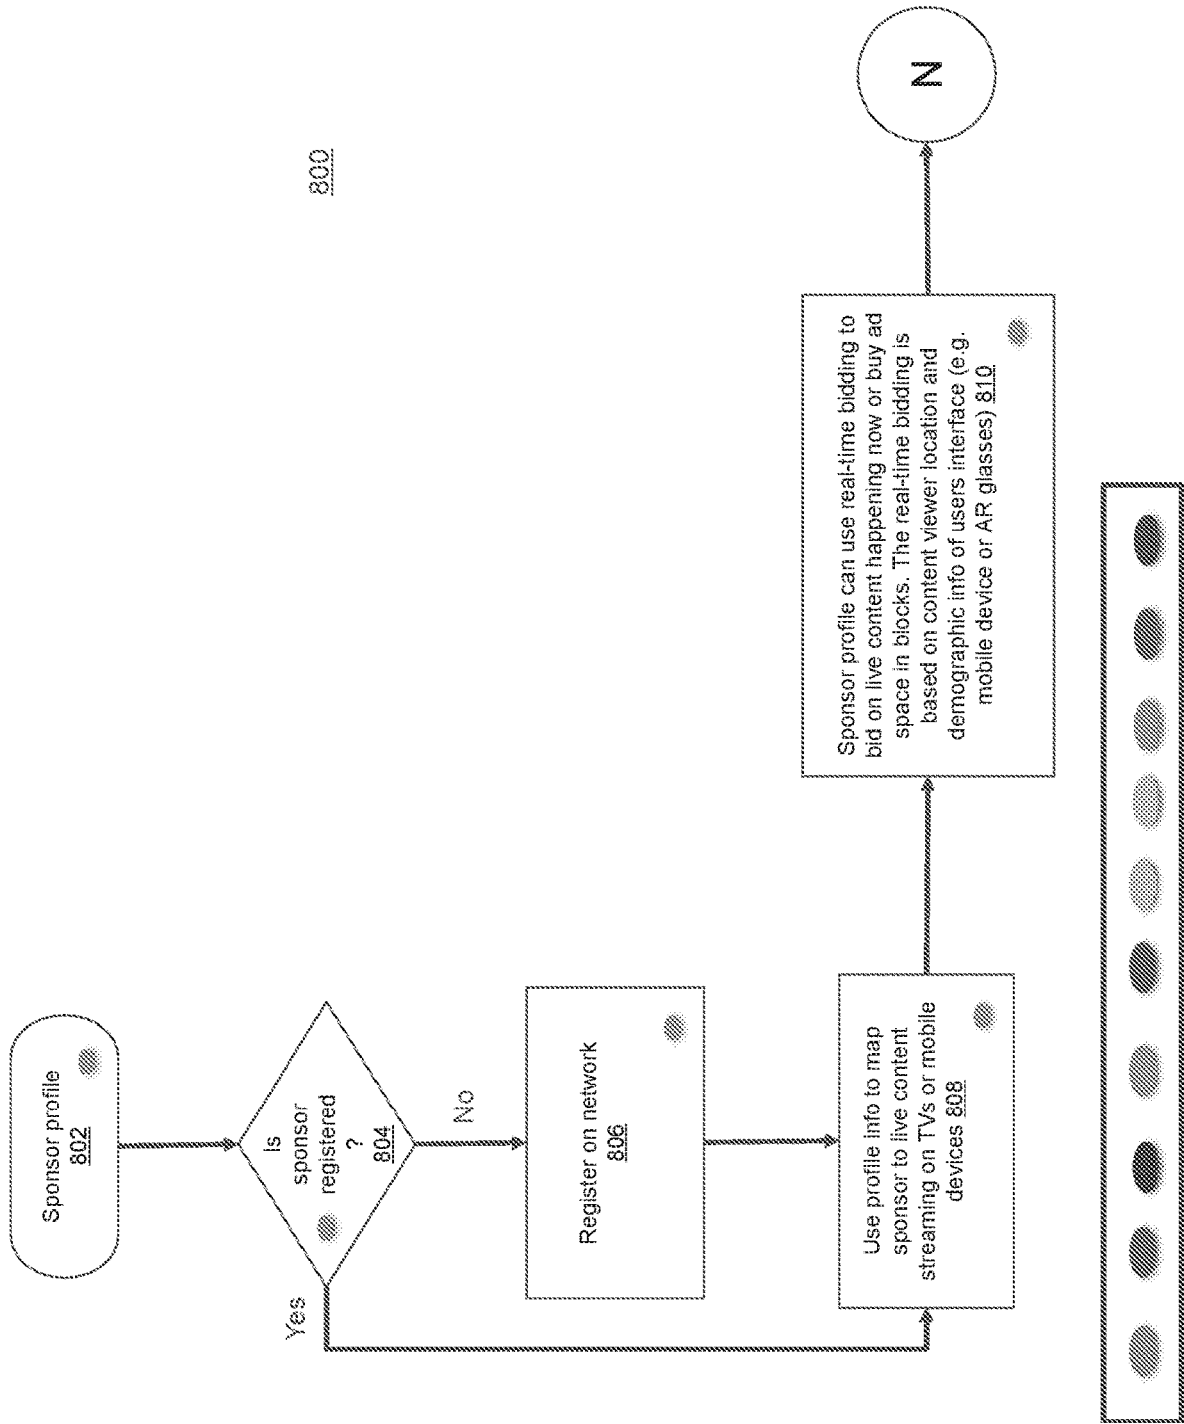 800
Sponsor profile
802
Is
sponsor
registered
?
804
Yes
No
Register on network
806
Use profile info to map
sponsor to live content
streaming on TVs or mobile
devices 808
Sponsor profile can use real-time bidding to
bid on live content happening now or buy ad
space in blocks. The real-time bidding is
based on content viewer location and
demographic info of users interface (e.g.
mobile device or AR glasses) 810
N